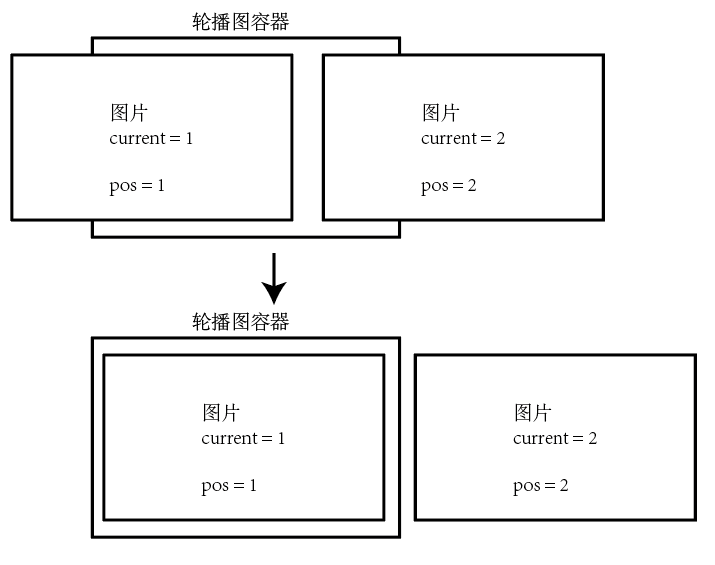 轮播图容器
图片
current = 1
pos = 1
图片
current = 2
pos = 2
轮播图容器
图片
current = 1
pos = 1
图片
current = 2
pos = 2